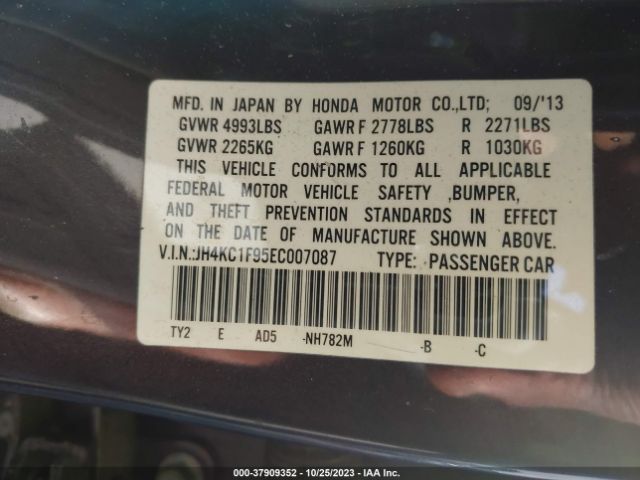 MFD. IN JAPAN BY HONDA MOTOR CO.,LTD; 09/'13
GVWR 4993LBS GAWR F 2778LBS R 2271LBS
GVWR 2265KG GAWR F 1260KG R 1030KG
THIS VEHICLE CONFORMS TO ALL APPLICABLE
FEDERAL MOTOR VEHICLE SAFETY ,BUMPER,
AND THEFT PREVENTION STANDARDS IN EFFECT
ON THE DATE OF MANUFACTURE SHOWN ABOVE.
V.I.N.:JH4KC1F95EC007087 TYPE: PASSENGER CAR
TY2 E AD5 -NH782M -B -C
000-37909352 | 10/25/2023 | IAA Inc.